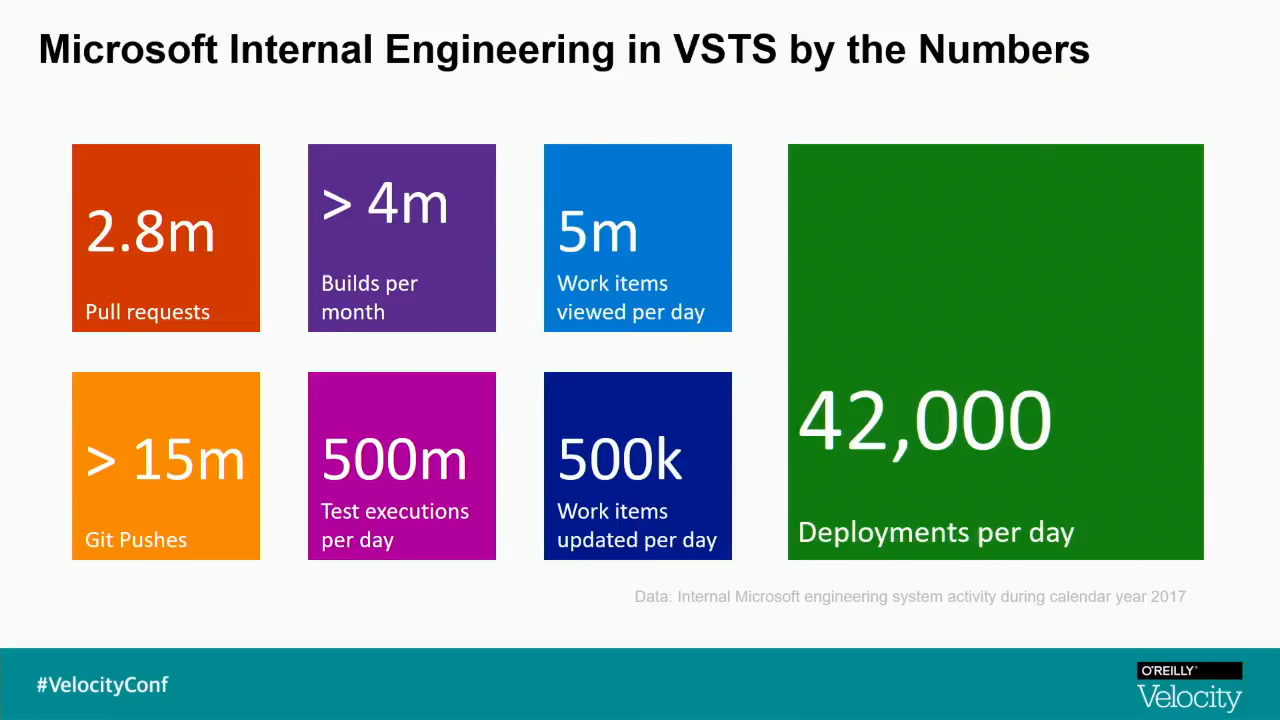 Microsoft Internal Engineering in VSTS by the Numbers
2.8m
Pull requests
> 4m
Builds per
month
5m
Work items
viewed per day
> 15m
Git Pushes
500m
Test executions
per day
500k
Work items
updated per day
42,000
Deployments per day
Data: Internal Microsoft engineering system activity during calendar year 2017
#VelocityConf
O'REILLY®
Velocity